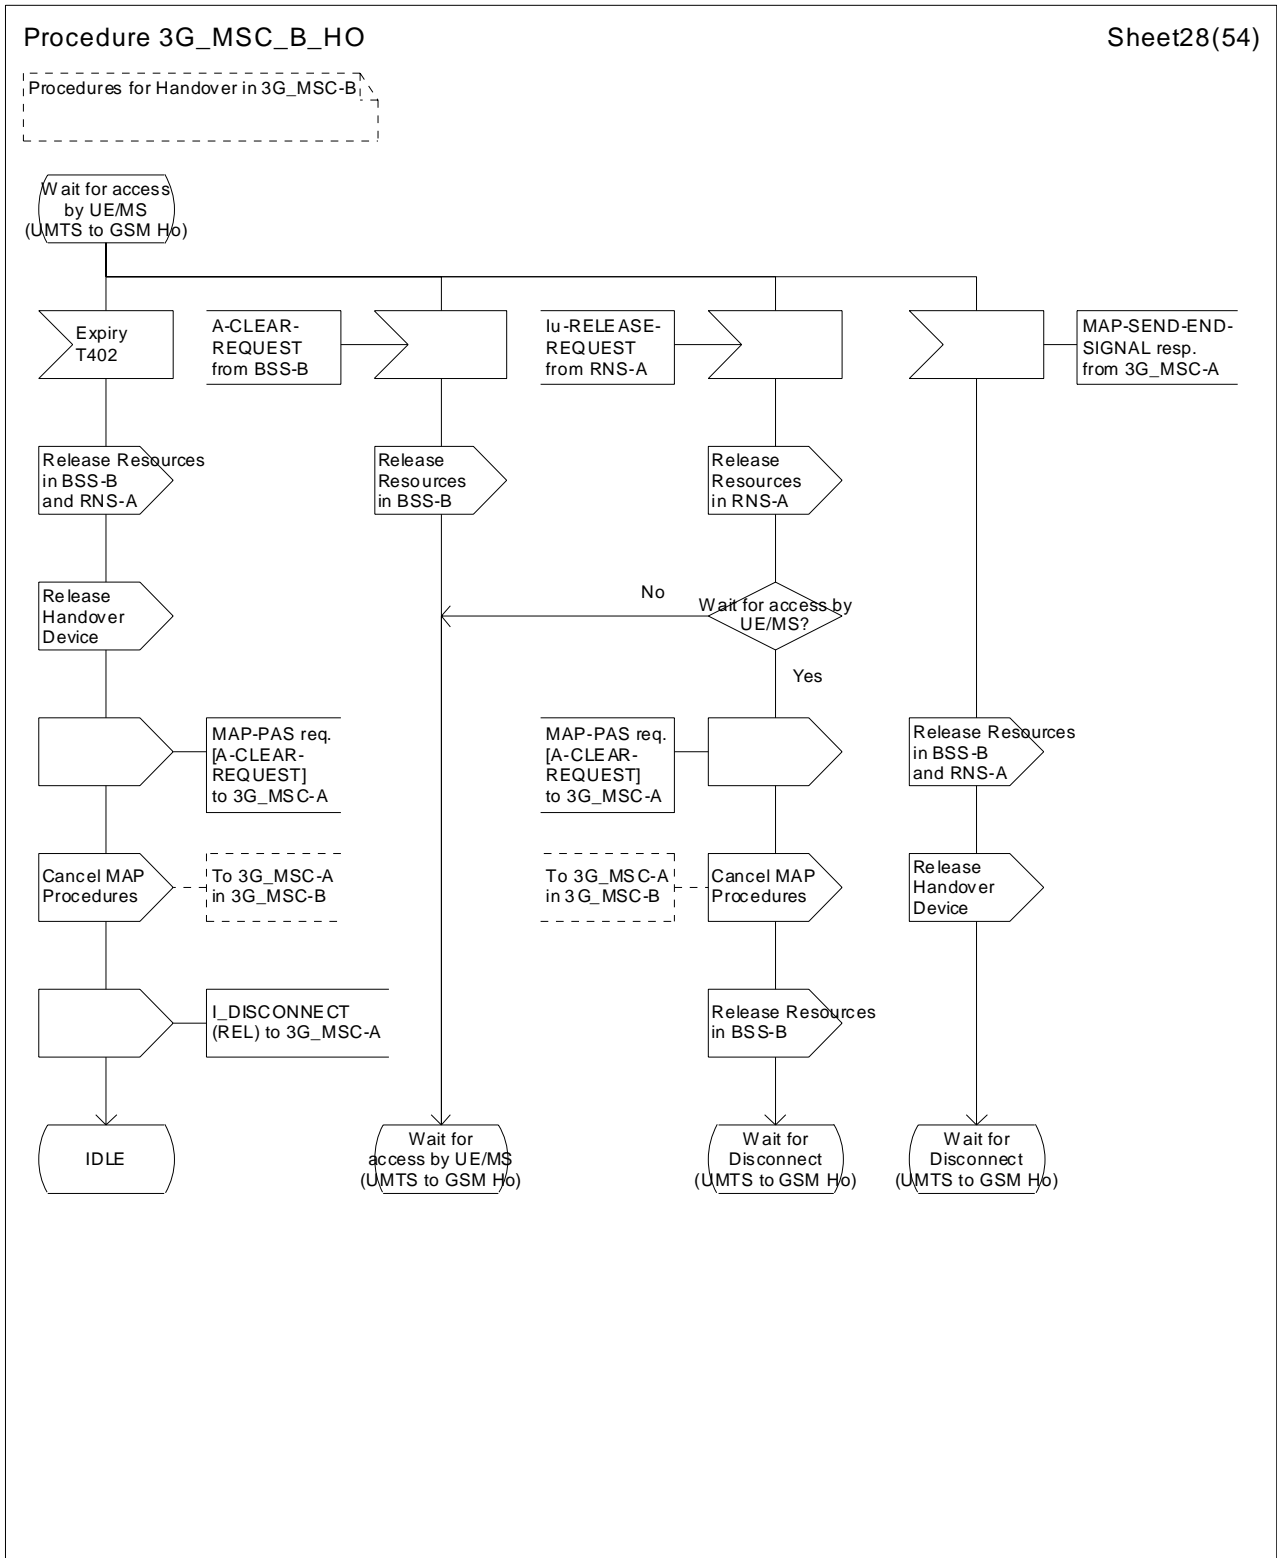 Procedure 3G_MSC_B_HO
Sheet28(54)
Procedures for Handover in 3G_MSC-B
Wait for access
by UE/MS
(UMTS to GSM Ho)
Expiry
T402
A-CLEAR-
REQUEST
from BSS-B
Iu-RELEASE-
REQUEST
from RNS-A
MAP-SEND-END-
SIGNAL resp.
from 3G_MSC-A
Release Resources
in BSS-B
and RNS-A
Release
Resources
in BSS-B
Release
Resources
in RNS-A
Release
Handover
Device
No
Wait for access by
UE/MS?
Yes
MAP-PAS req.
[A-CLEAR-
REQUEST]
to 3G_MSC-A
MAP-PAS req.
[A-CLEAR-
REQUEST]
to 3G_MSC-A
Release Resources
in BSS-B
and RNS-A
Cancel MAP
Procedures
To 3G_MSC-A
in 3G_MSC-B
To 3G_MSC-A
in 3G_MSC-B
Cancel MAP
Procedures
Release
Handover
Device
I_DISCONNECT
(REL) to 3G_MSC-A
Release Resources
in BSS-B
IDLE
Wait for
access by UE/MS
(UMTS to GSM Ho)
Wait for
Disconnect
(UMTS to GSM Ho)
Wait for
Disconnect
(UMTS to GSM Ho)